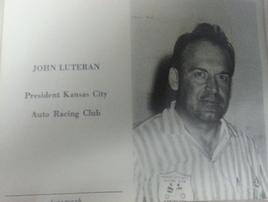 JOHN LUTERAN
President Kansas City
Auto Racing Club